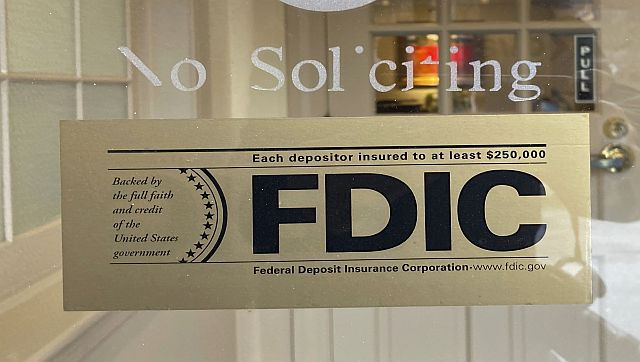 No Soliciting
PULL
Each depositor insured to at least $250,000
Backed by
the full faith
and credit
of the
United States
government
FDIC
Federal Deposit Insurance Corporation · www.fdic.gov